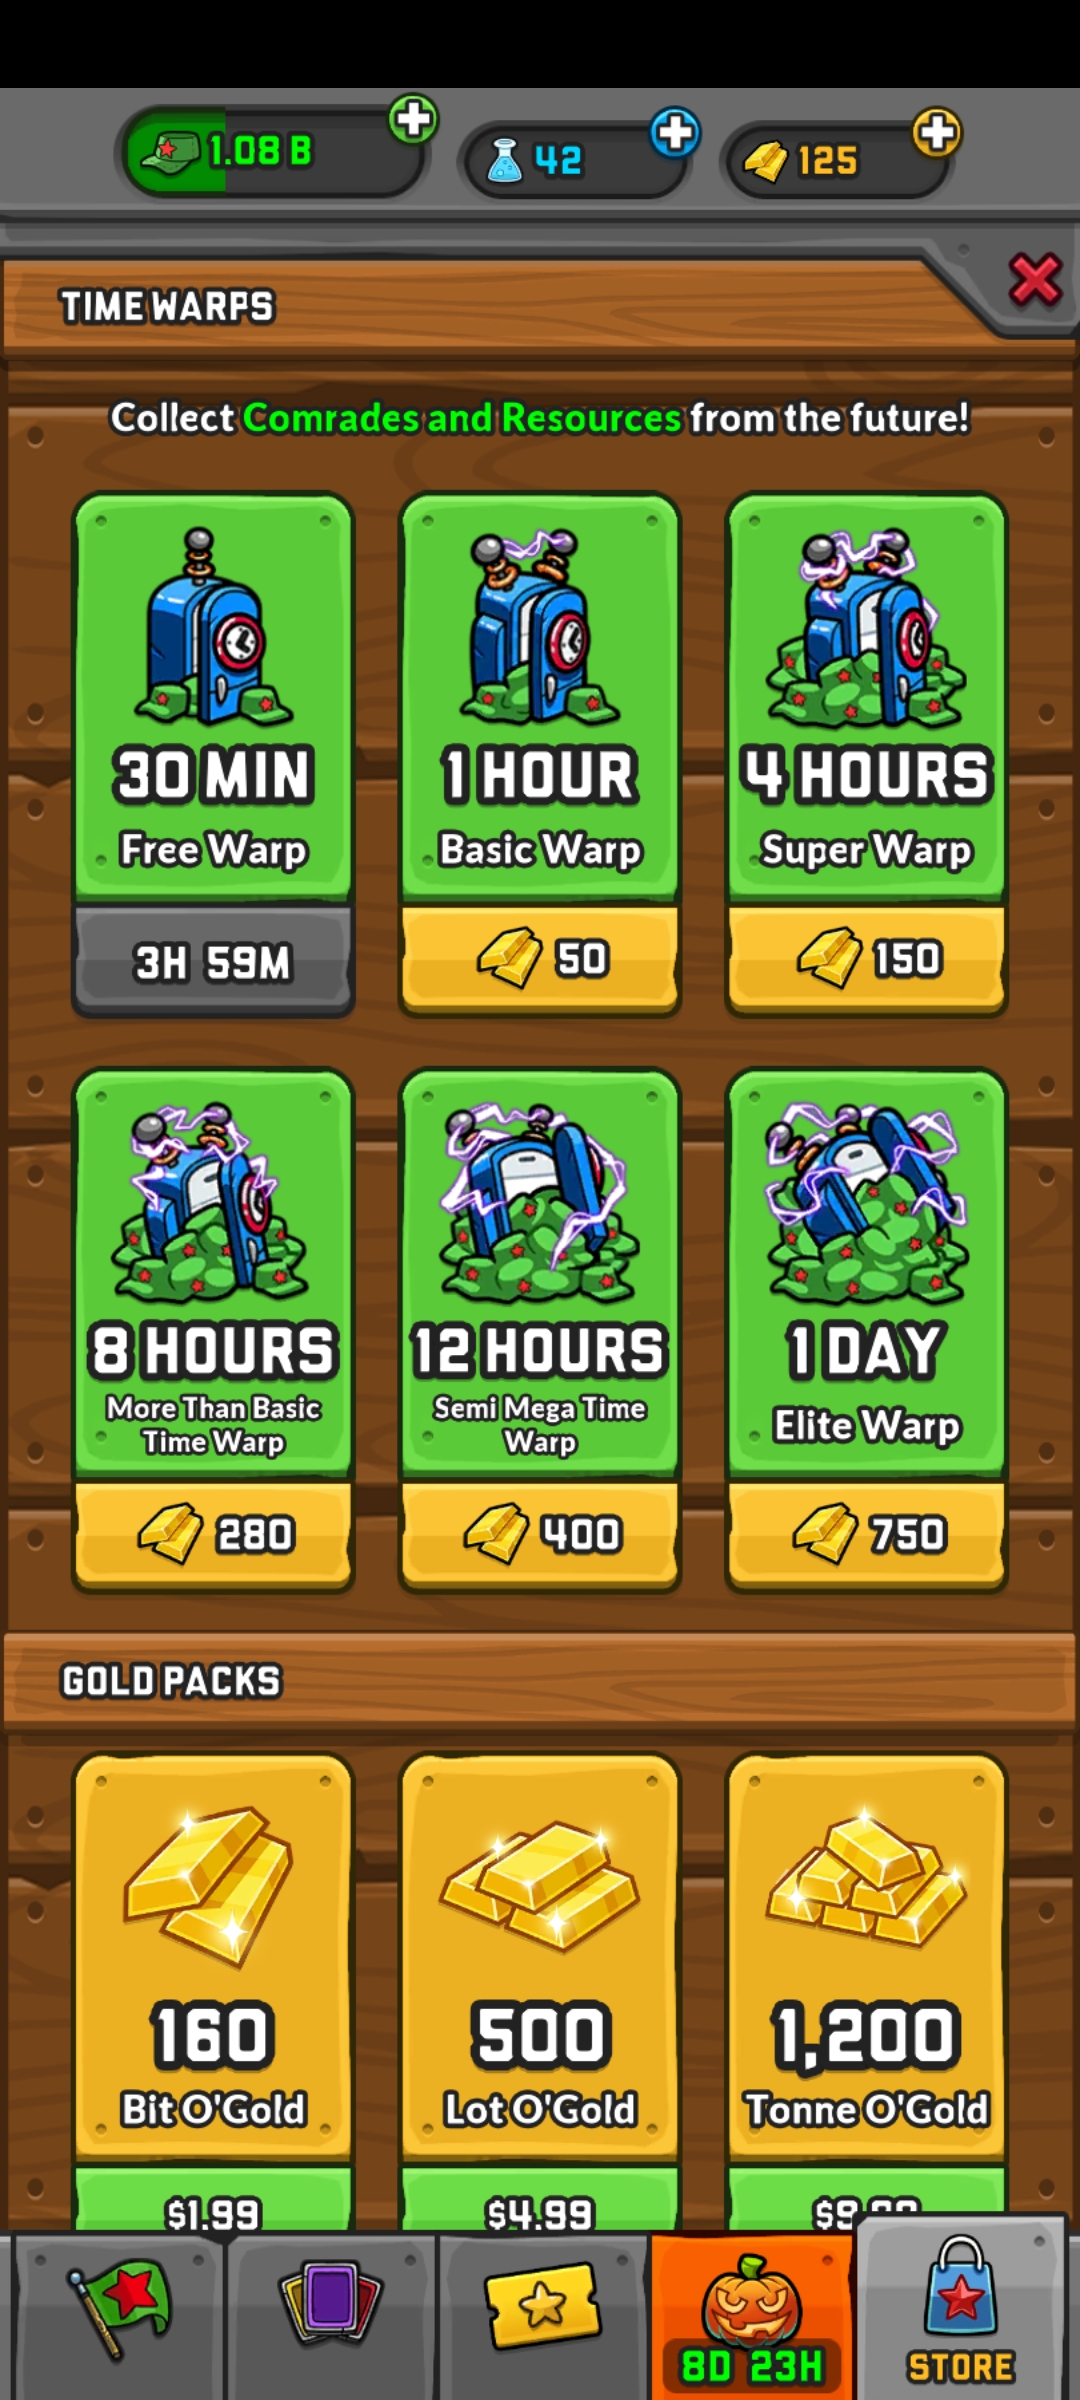 1.08 B
42
125
TIME WARPS
Collect Comrades and Resources from the future!
30 MIN
Free Warp
3H 59M
1 HOUR
Basic Warp
50
4 HOURS
Super Warp
150
8 HOURS
More Than Basic
Time Warp
280
12 HOURS
Semi Mega Time
Warp
400
1 DAY
Elite Warp
750
GOLD PACKS
160
Bit O'Gold
$1.99
500
Lot O'Gold
$4.99
1,200
Tonne O'Gold
8D 23H
STORE